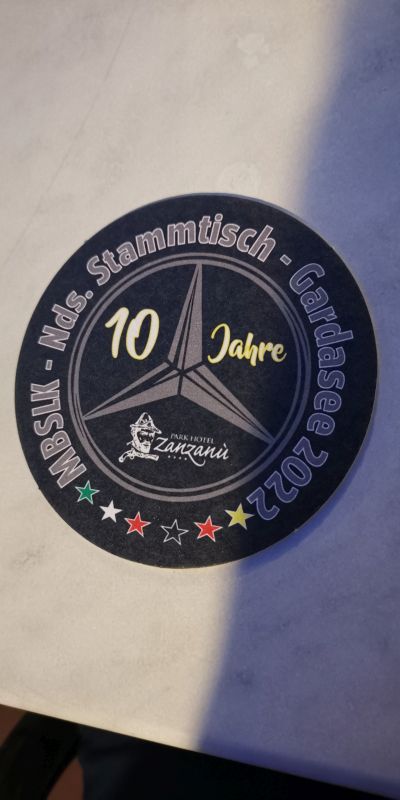 MBSLK - Nds. Stammtisch - Gardasee 2022
10 Jahre
PARK HOTEL
Zanzanù